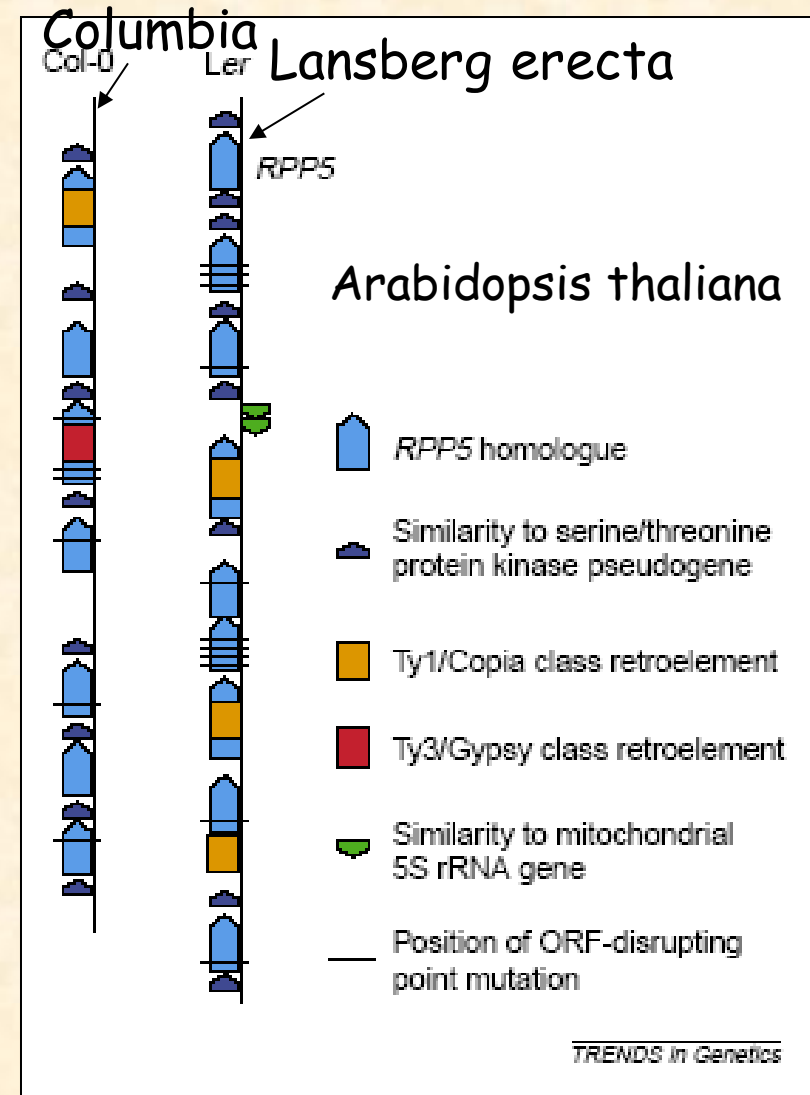 Columbia
Col-0
Ler
Lansberg erecta
RPP5
Arabidopsis thaliana
RPP5 homologue
Similarity to serine/threonine
protein kinase pseudogene
Ty1/Copia class retroelement
Ty3/Gypsy class retroelement
Similarity to mitochondrial
5S rRNA gene
Position of ORF-disrupting
point mutation
TRENDS in Genetics